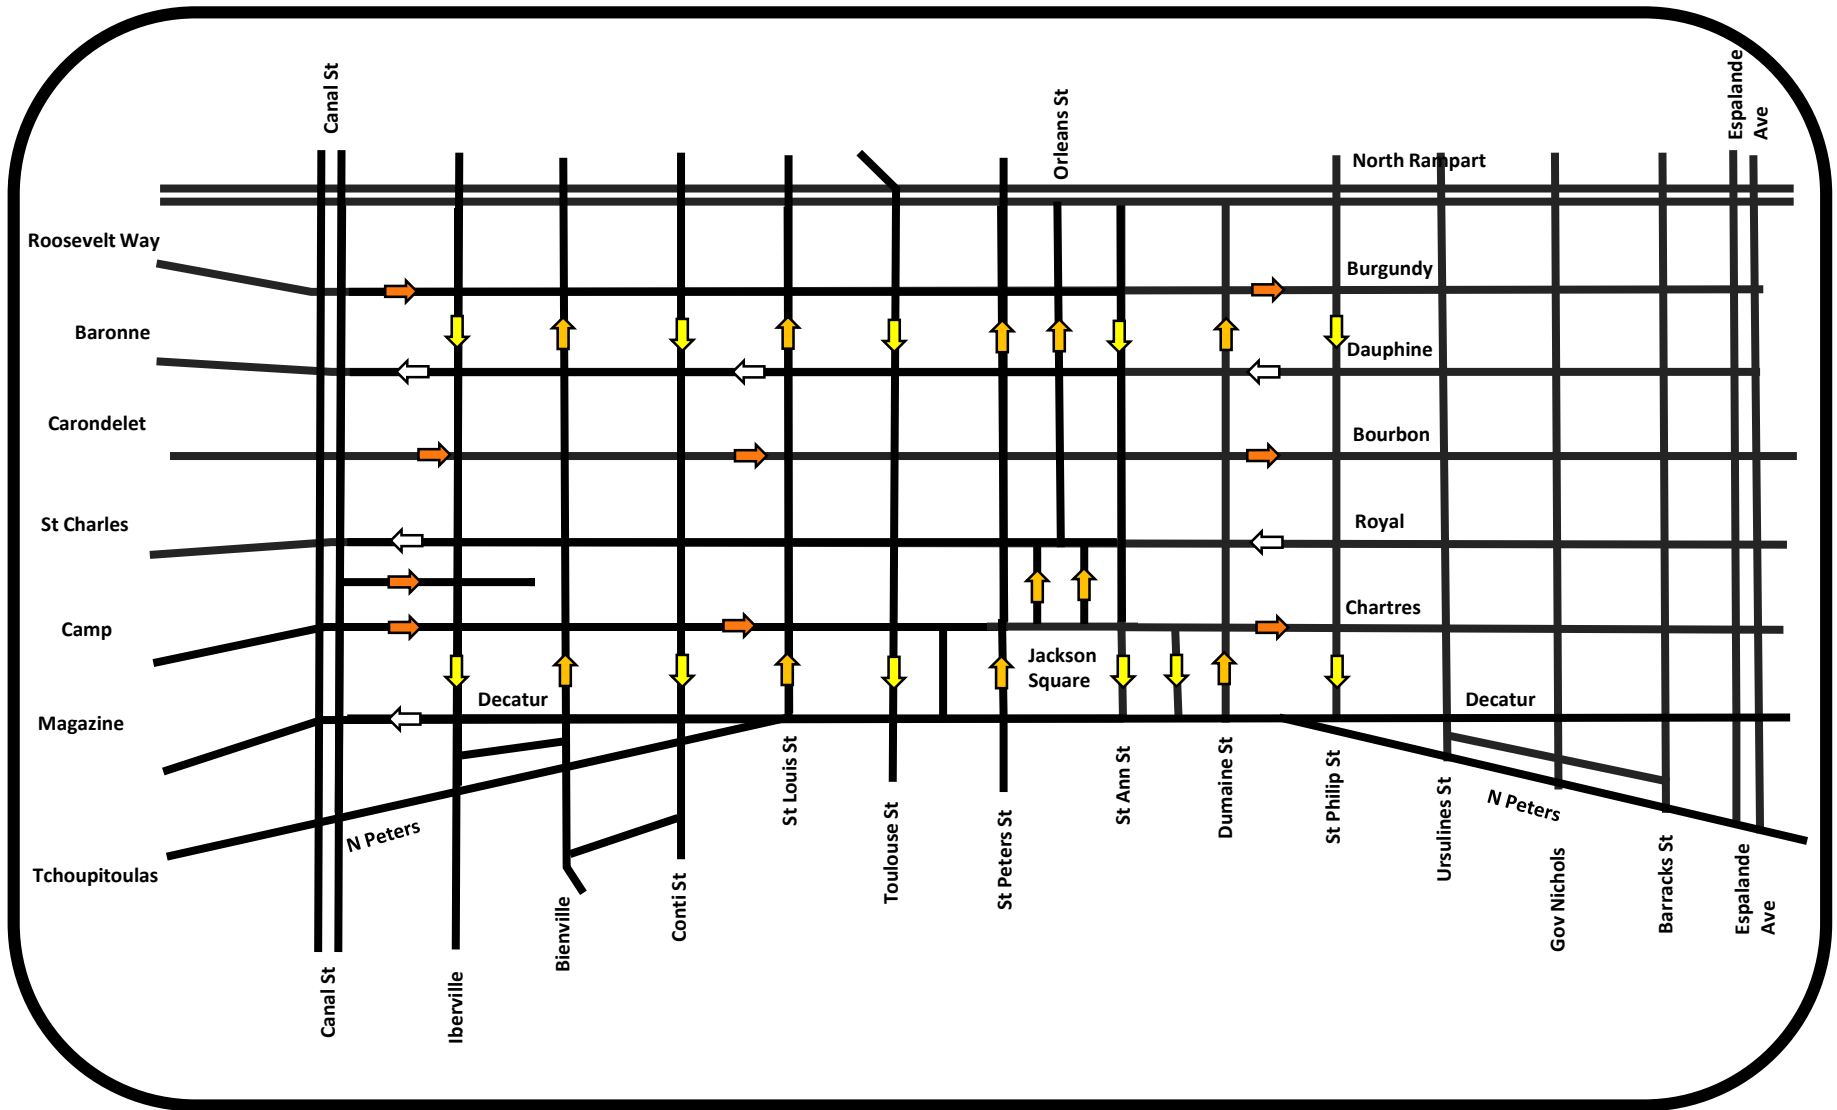 Canal St
Orleans St
Espalande
Ave
North Rampart
Roosevelt Way
Burgundy
Baronne
Dauphine
Carondelet
Bourbon
St Charles
Royal
Camp
Chartres
Jackson
Square
Magazine
Decatur
Decatur
N Peters
N Peters
Tchoupitoulas
Canal St
Iberville
Bienville
Conti St
St Louis St
Toulouse St
St Peters St
St Ann St
Dumaine St
St Philip St
Ursulines St
Gov Nichols
Barracks St
Espalande
Ave